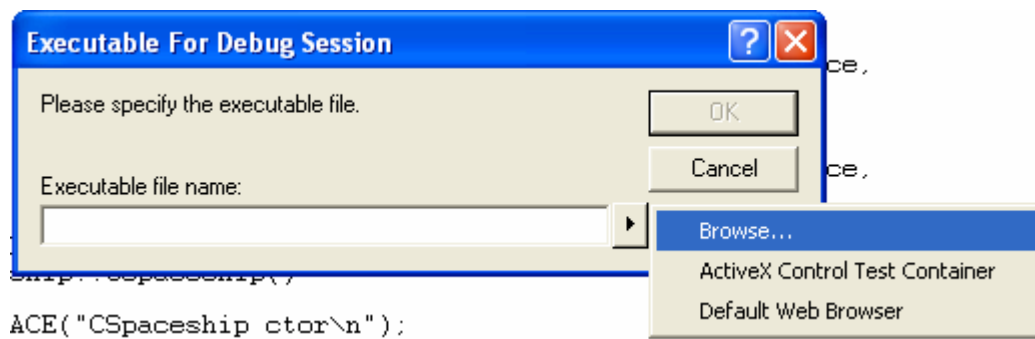 Executable For Debug Session
ce,
Please specify the executable file.
OK
Cancel
ce,
Executable file name:
Browse...
ActiveX Control Test Container
Default Web Browser
ACE("CSpaceship ctor\n");